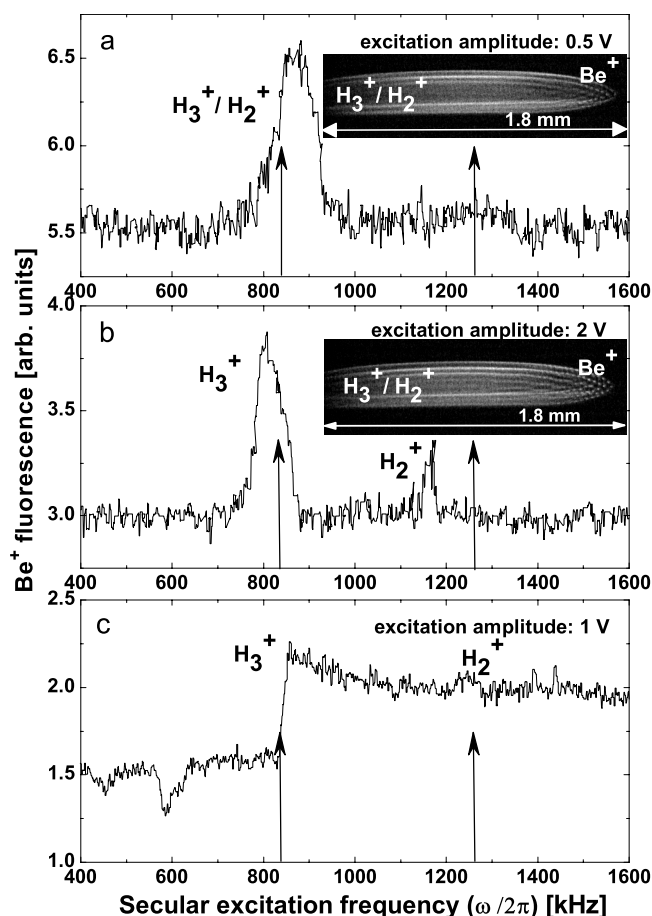 a
excitation amplitude: 0.5 V
Be+
H3+/H2+
H3+/H2+
1.8 mm
6.5
6.0
5.5
400 600 800 1000 1200 1400 1600
b
excitation amplitude: 2 V
Be+
H3+
H3+/H2+
1.8 mm
H2+
4.0
3.5
3.0
400 600 800 1000 1200 1400 1600
c
excitation amplitude: 1 V
H3+
H2+
2.5
2.0
1.5
1.0
400 600 800 1000 1200 1400 1600
Be+ fluorescence [arb. units]
Secular excitation frequency (ω/2π) [kHz]